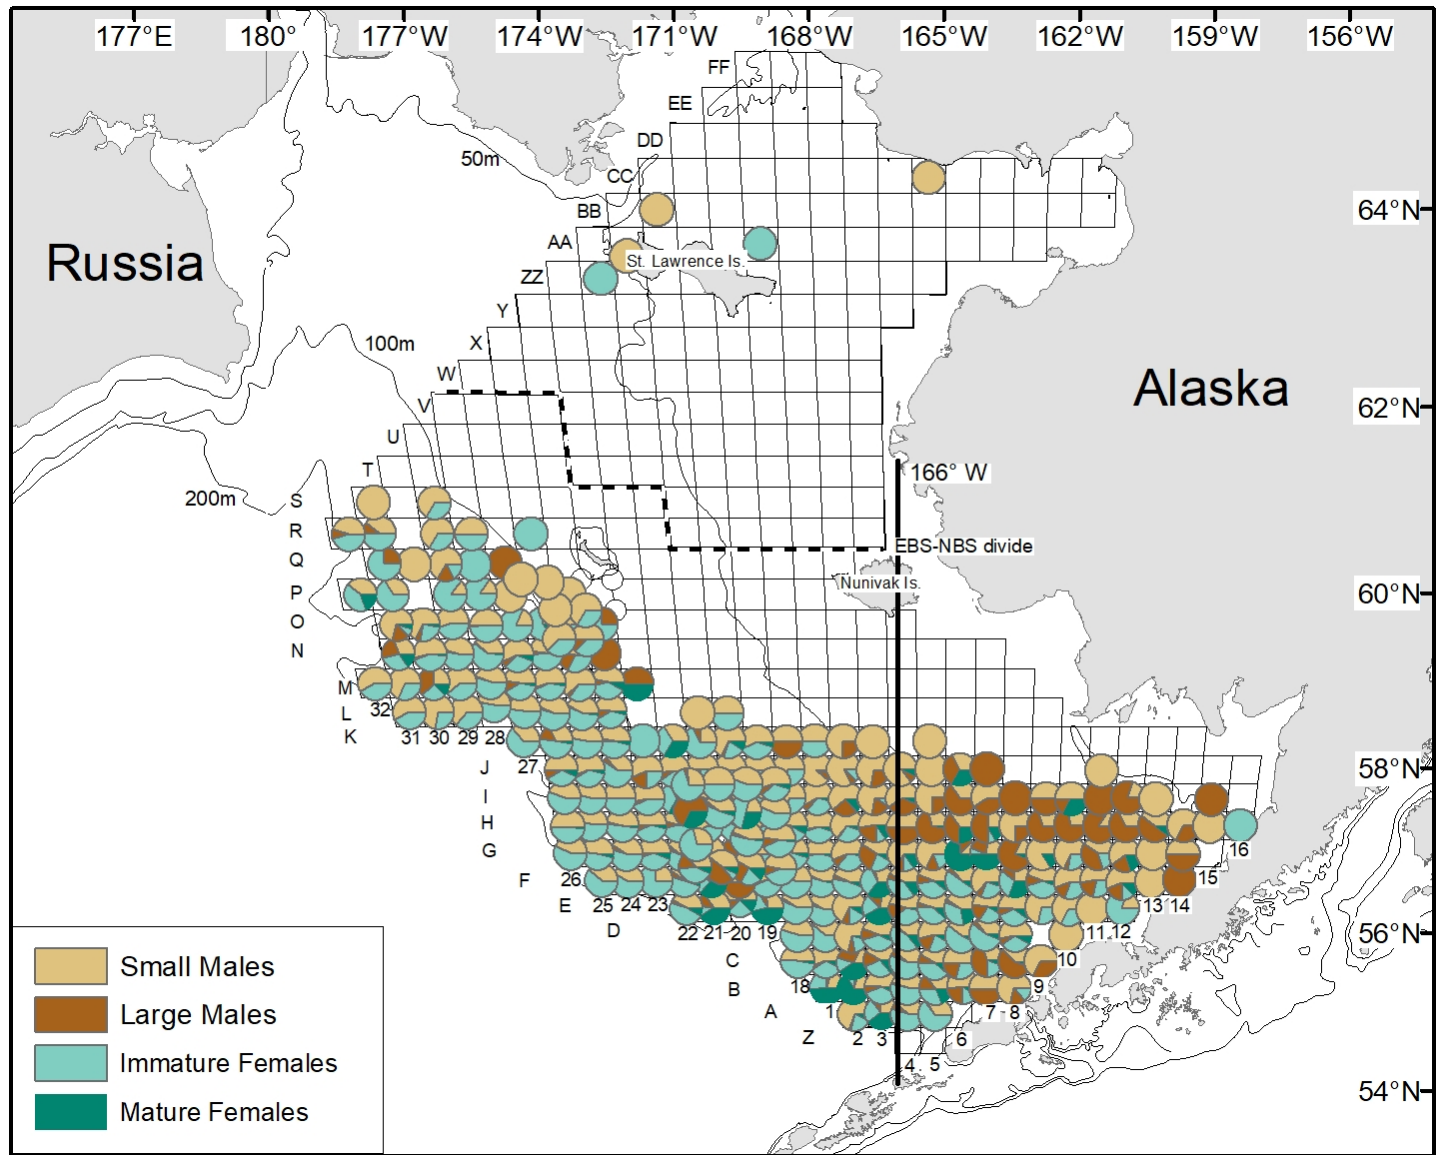 177°E 180° 177°W 174°W 171°W 168°W 165°W 162°W 159°W 156°W
FF
EE
DD
50m
CC
BB
64°N
AA
Russia
St. Lawrence Is.
ZZ
Y
X
100m
W
Alaska
V
62°N
U
T
166° W
200m
S
R
EBS-NBS divide
Q
Nunivak Is.
P
60°N
O
N
M
32
L
K
31 30 29 28
J
27
58°N
I
H
G
16
F
26
15
E
25 24 23
13 14
D
22 21 20 19
11 12
56°N
C
10
B
18
9
A
1
7 8
Z
2 3
6
4 5
54°N
Small Males
Large Males
Immature Females
Mature Females